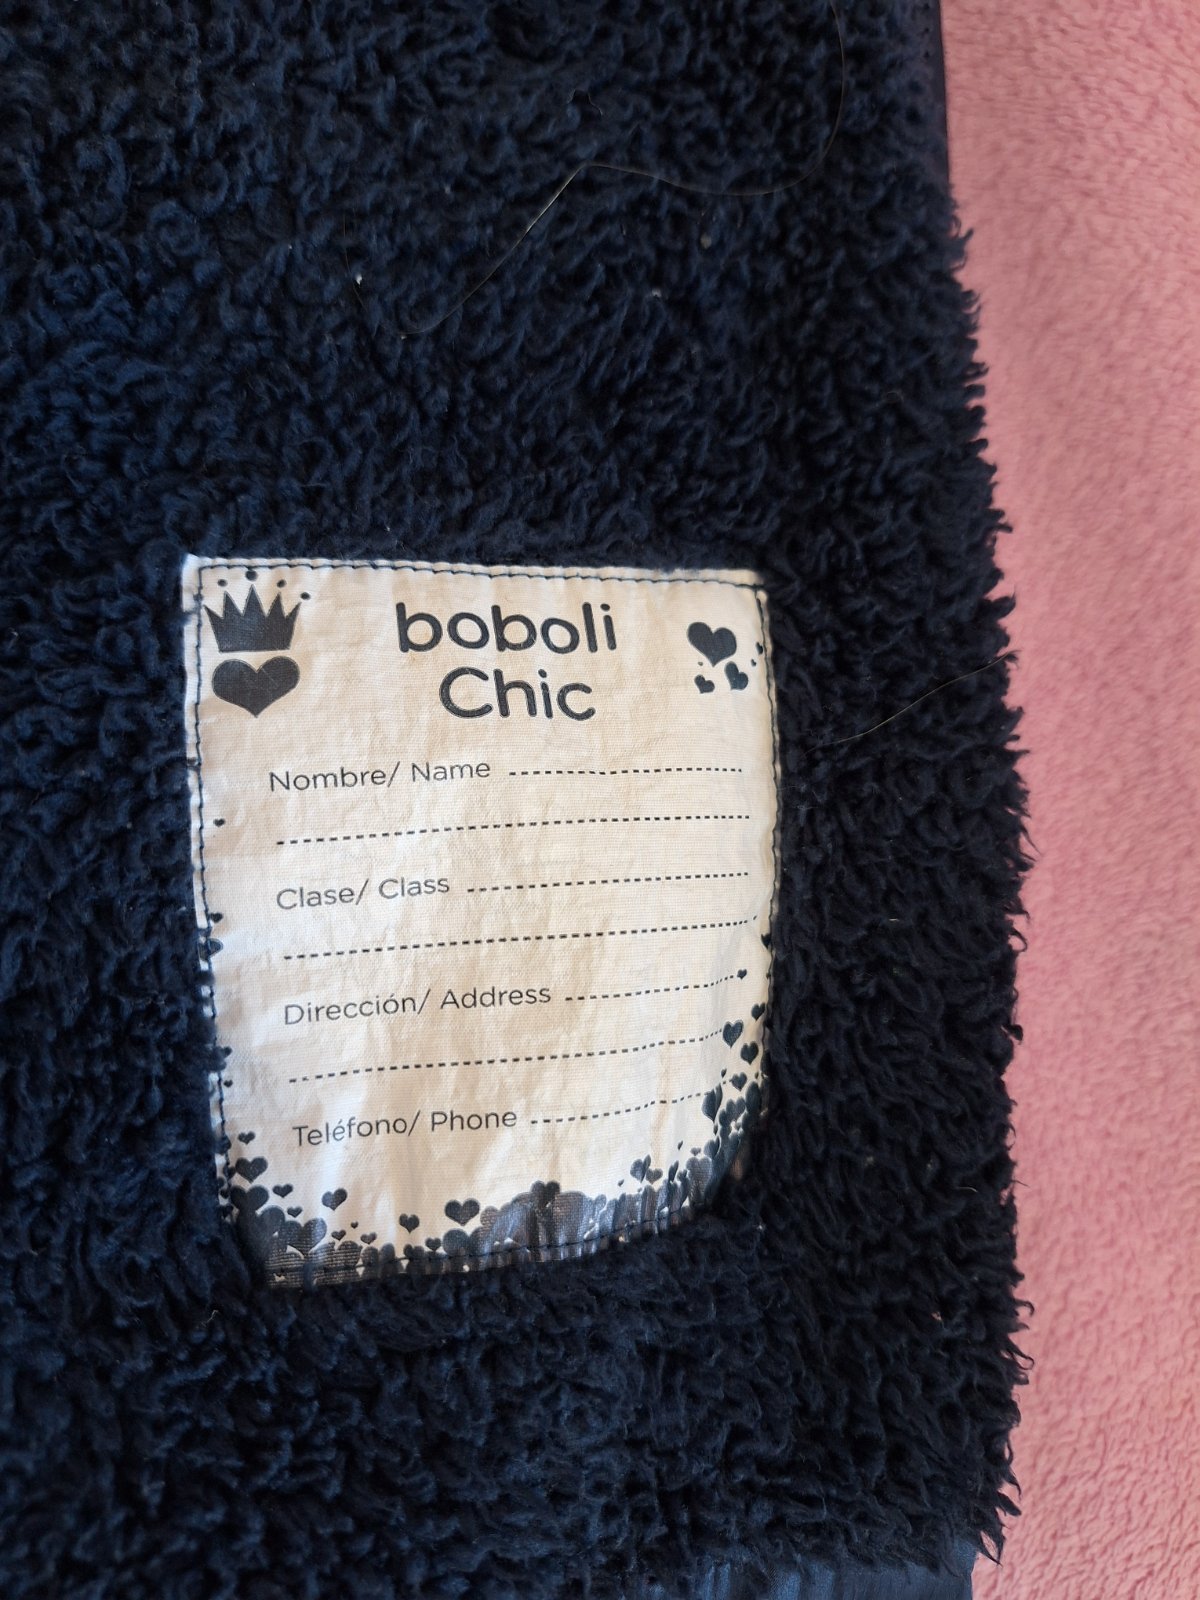 boboli
Chic
Nombre/ Name
Clase/ Class
Dirección/ Address
Teléfono/ Phone